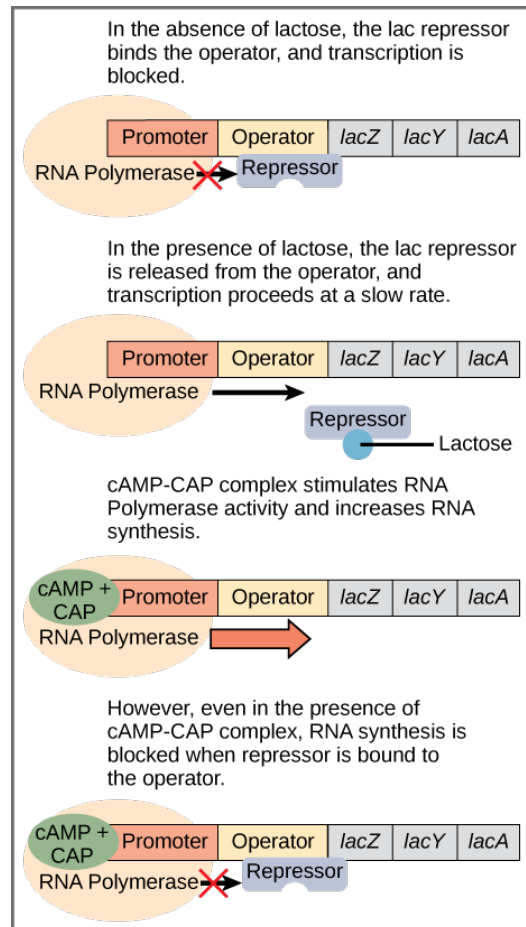 In the absence of lactose, the lac repressor
binds the operator, and transcription is
blocked.
Promoter Operator lacZ lacY lacA
RNA Polymerase Repressor
In the presence of lactose, the lac repressor
is released from the operator, and
transcription proceeds at a slow rate.
Promoter Operator lacZ lacY lacA
RNA Polymerase
Repressor
Lactose
cAMP-CAP complex stimulates RNA
Polymerase activity and increases RNA
synthesis.
cAMP +
CAP
Promoter Operator lacZ lacY lacA
RNA Polymerase
However, even in the presence of
cAMP-CAP complex, RNA synthesis is
blocked when repressor is bound to
the operator.
cAMP +
CAP
Promoter Operator lacZ lacY lacA
RNA Polymerase Repressor